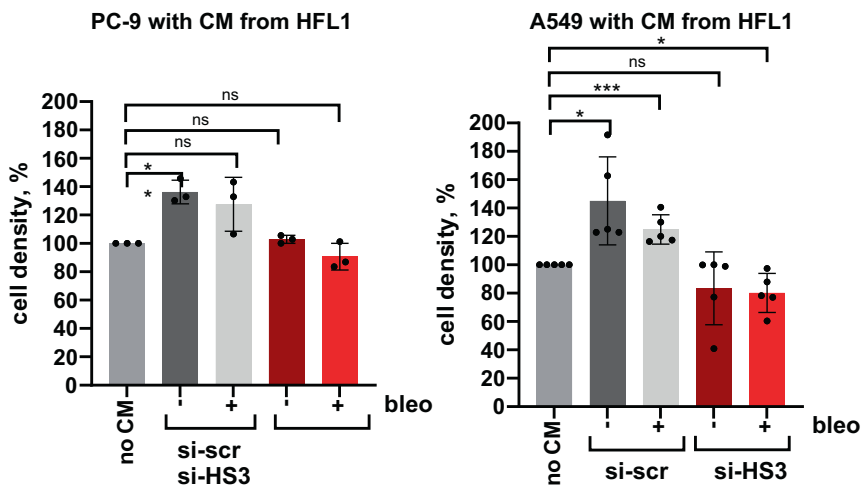 PC-9 with CM from HFL1
ns
ns
ns
*
*
cell density, %
200
180
160
140
120
100
80
60
40
20
0
no CM
- + - + bleo
si-scr
si-HS3
A549 with CM from HFL1
*
ns
***
*
cell density, %
200
180
160
140
120
100
80
60
40
20
0
no CM
- + - + bleo
si-scr si-HS3